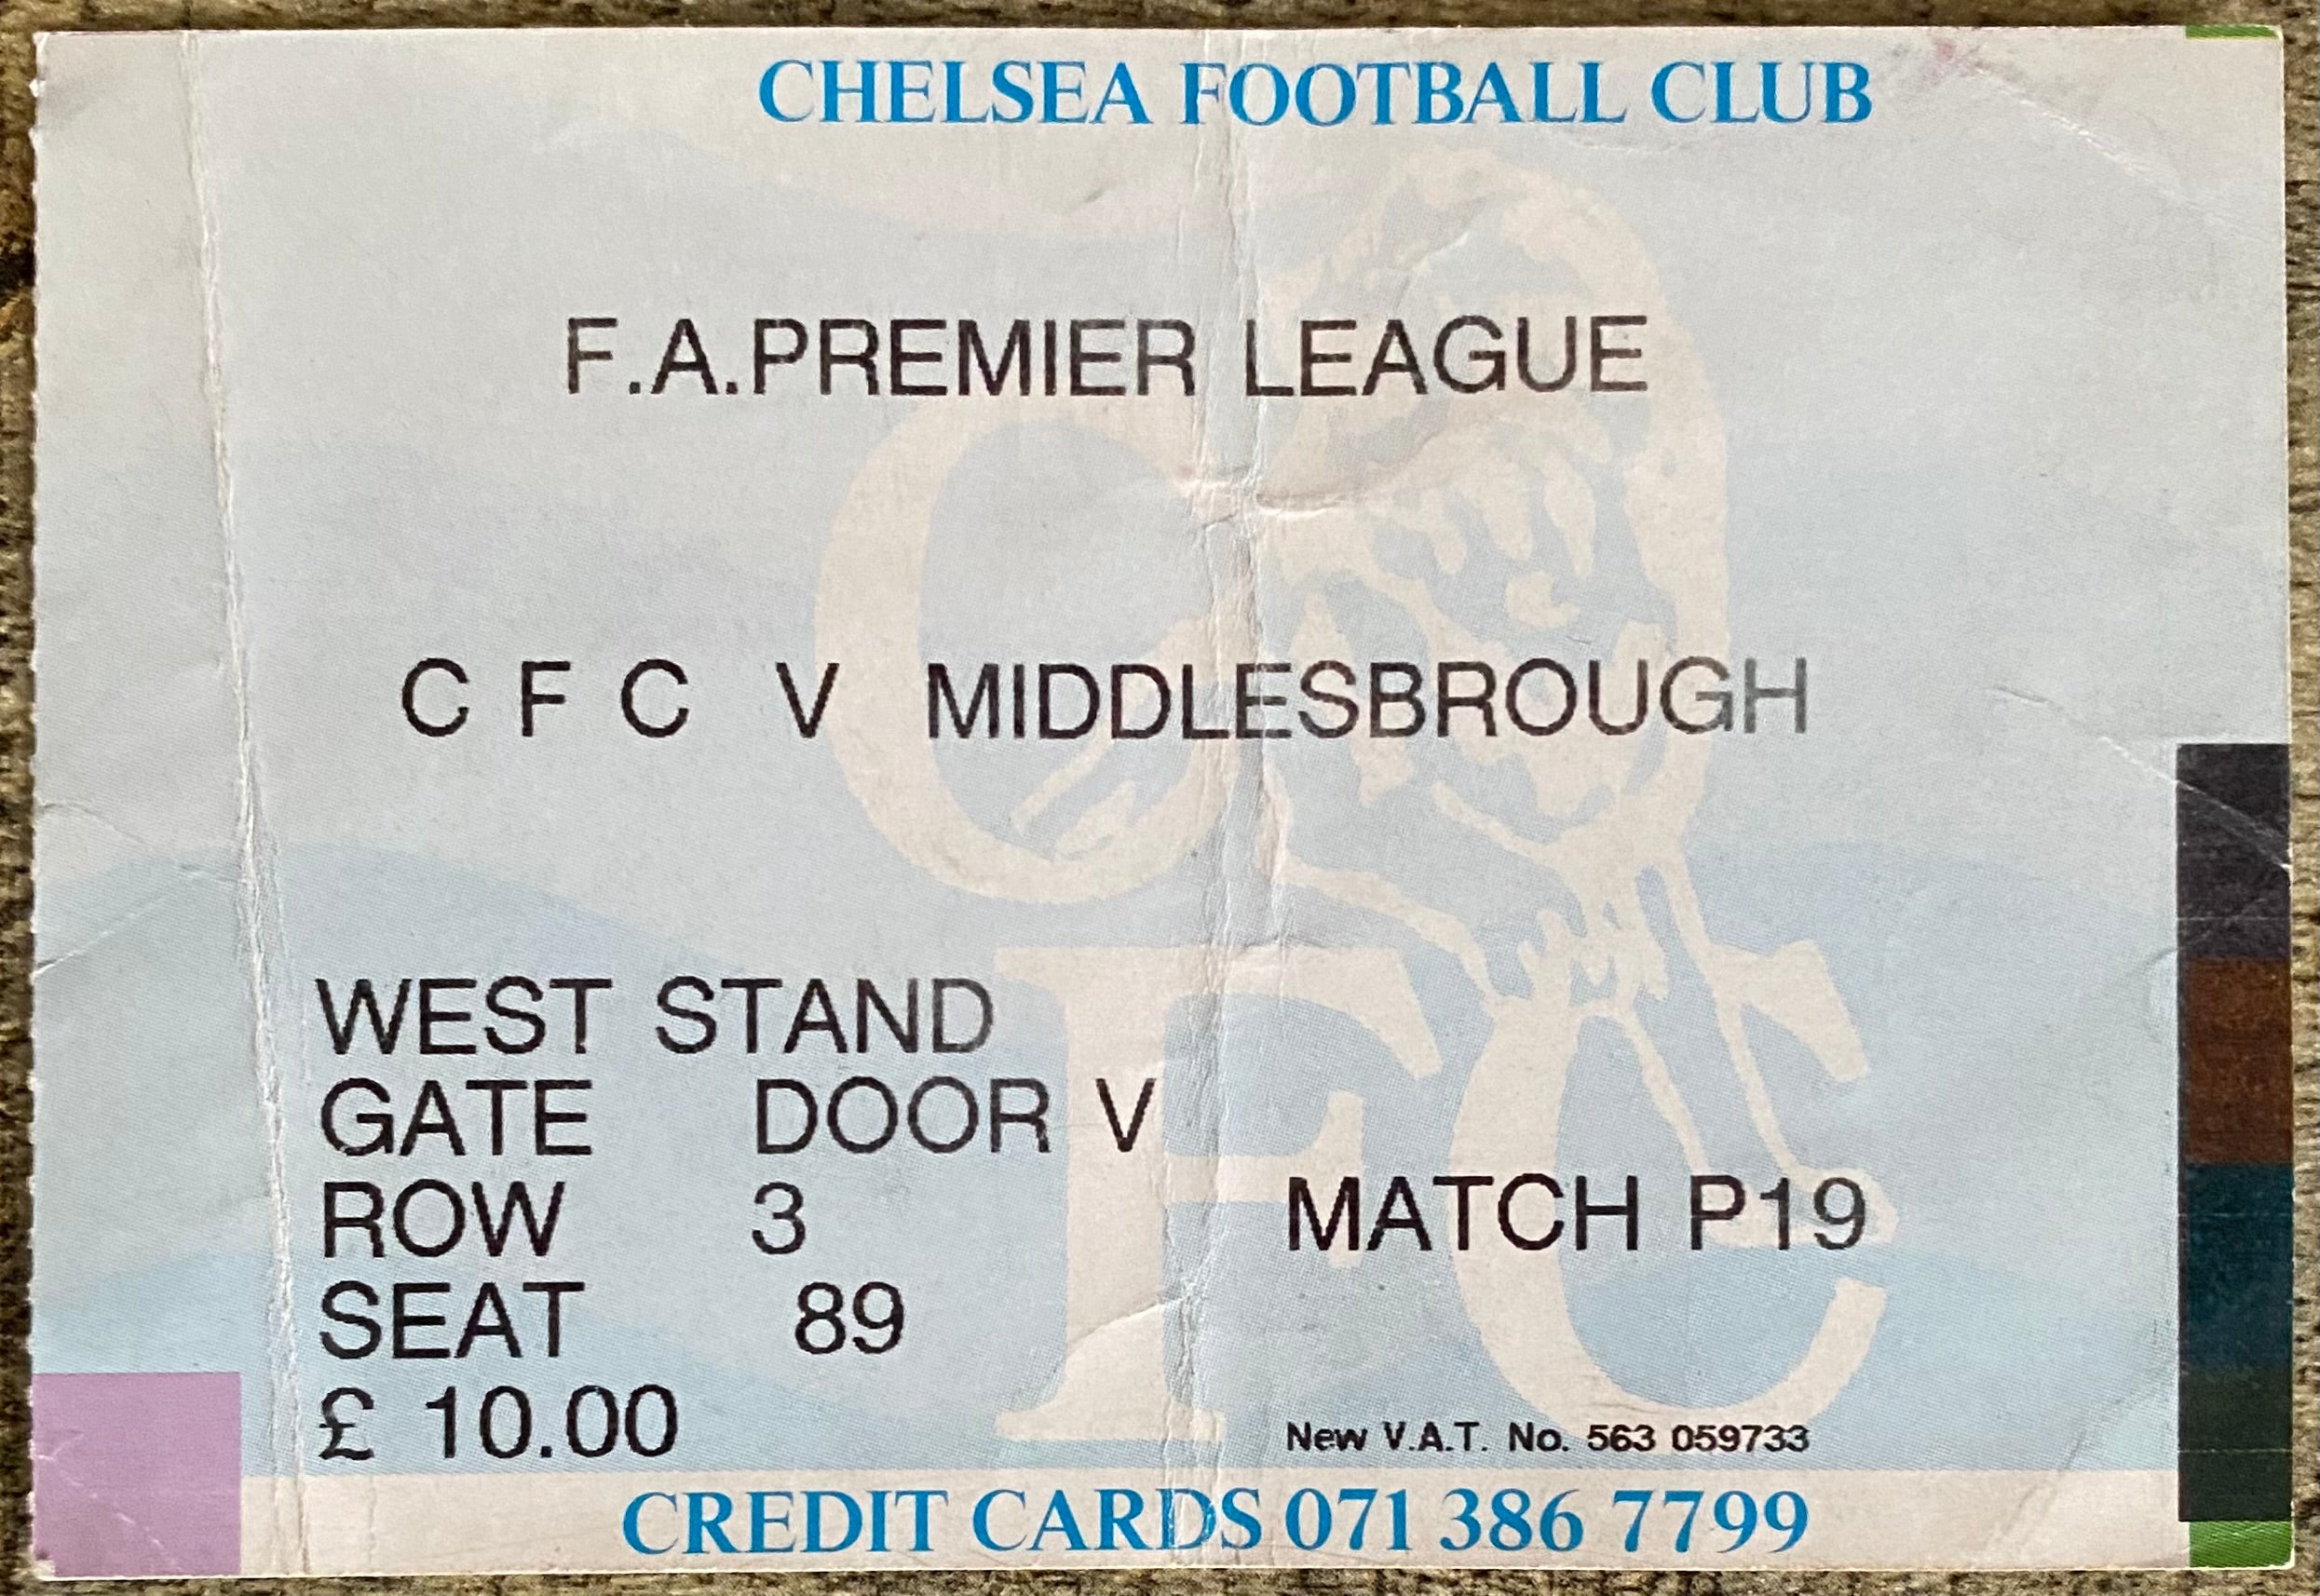 CHELSEA FOOTBALL CLUB
F.A.PREMIER LEAGUE
C F C V MIDDLESBROUGH
WEST STAND
GATE DOOR V
ROW 3 MATCH P19
SEAT 89
£ 10.00
New V.A.T. No. 563 059733
CREDIT CARDS 071 386 7799
CFC